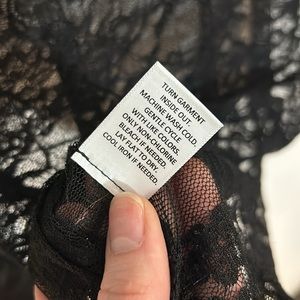 TURN GARMENT
INSIDE OUT.
MACHINE WASH COLD.
GENTLE CYCLE
WITH LIKE COLORS.
ONLY NON-CHLORINE
BLEACH IF NEEDED.
LAY FLAT TO DRY.
COOL IRON IF NEEDED.